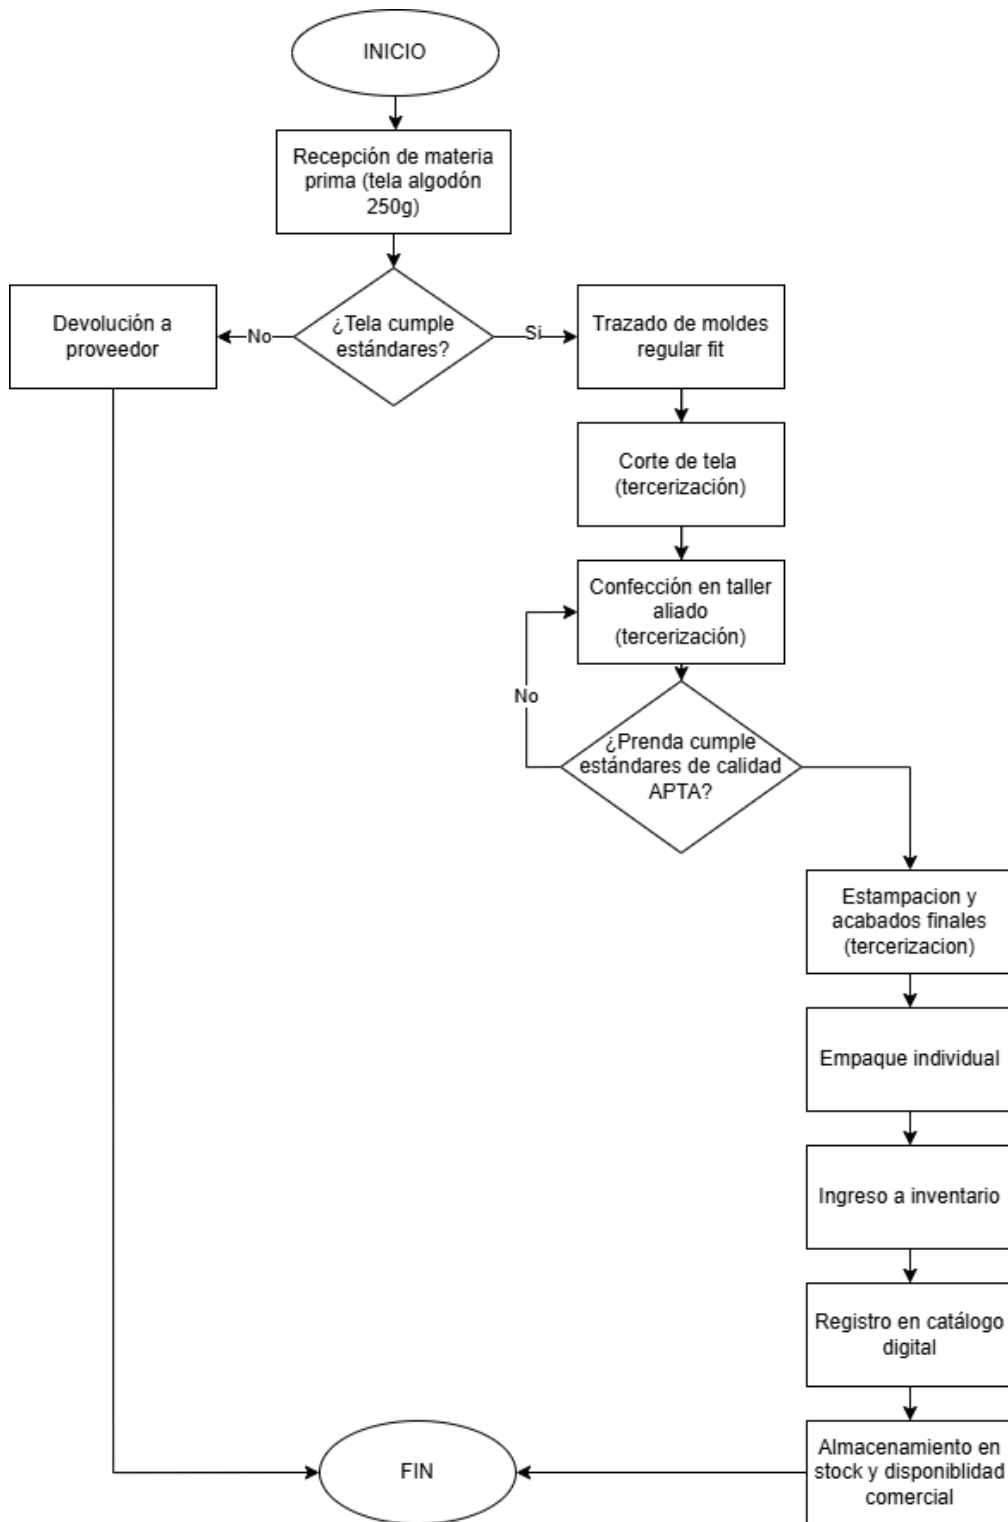 INICIO
Recepción de materia
prima (tela algodón
250g)
¿Tela cumple
estándares?
No
Si
Devolución a
proveedor
Trazado de moldes
regular fit
Corte de tela
(tercerización)
Confección en taller
aliado
(tercerización)
No
¿Prenda cumple
estándares de calidad
APTA?
Estampacion y
acabados finales
(tercerizacion)
Empaque individual
Ingreso a inventario
Registro en catálogo
digital
Almacenamiento en
stock y disponiblidad
comercial
FIN